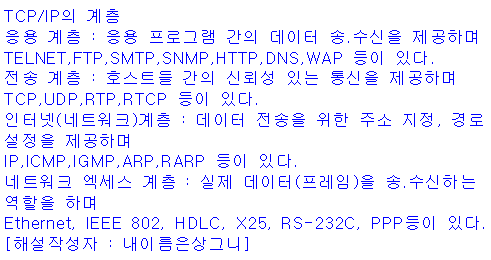 TCP/IP의 계층
응용 계층 : 응용 프로그램 간의 데이터 송.수신을 제공하며
TELNET,FTP,SMTP,SNMP,HTTP,DNS,WAP 등이 있다.
전송 계층 : 호스트들 간의 신뢰성 있는 통신을 제공하며
TCP,UDP,RTP,RTCP 등이 있다.
인터넷(네트워크)계층 : 데이터 전송을 위한 주소 지정, 경로
설정을 제공하며
IP,ICMP,IGMP,ARP,RARP 등이 있다.
네트워크 엑세스 계층 : 실제 데이터(프레임)을 송.수신하는
역할을 하며
Ethernet, IEEE 802, HDLC, X25, RS-232C, PPP등이 있다.
[해설작성자 : 내이름은상그니]